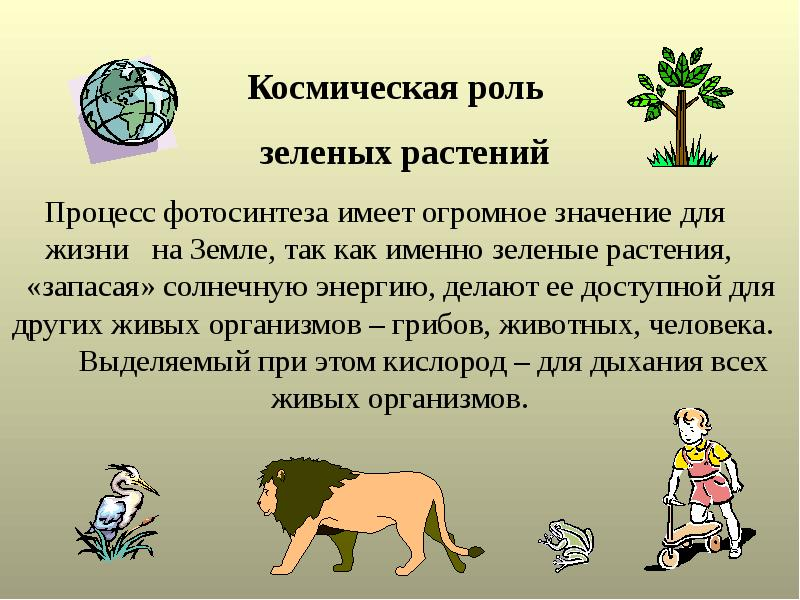 Космическая роль
зеленых растений
Процесс фотосинтеза имеет огромное значение для
жизни на Земле, так как именно зеленые растения,
«запасая» солнечную энергию, делают ее доступной для
других живых организмов – грибов, животных, человека.
Выделяемый при этом кислород – для дыхания всех
живых организмов.